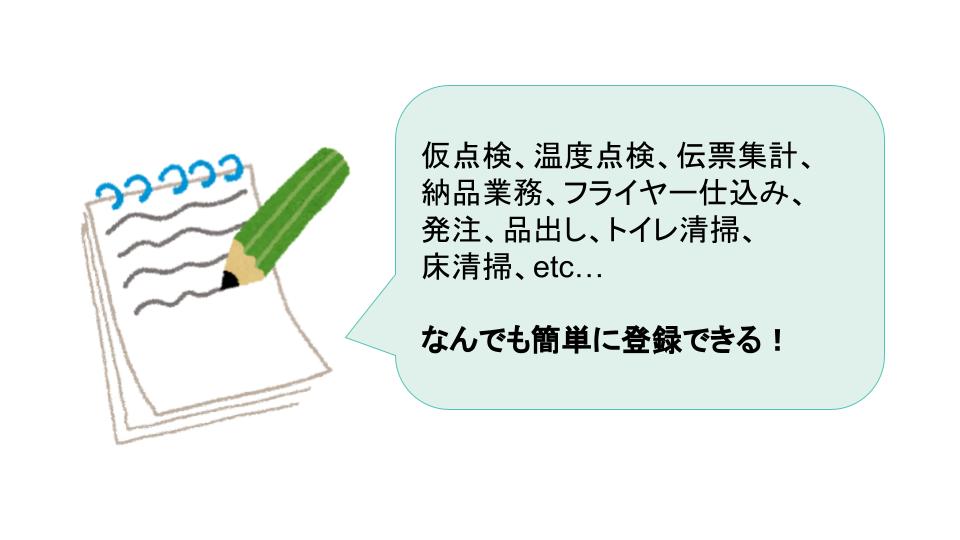 仮点検、温度点検、伝票集計、
納品業務、フライヤー仕込み、
発注、品出し、トイレ清掃、
床清掃、etc…
なんでも簡単に登録できる！